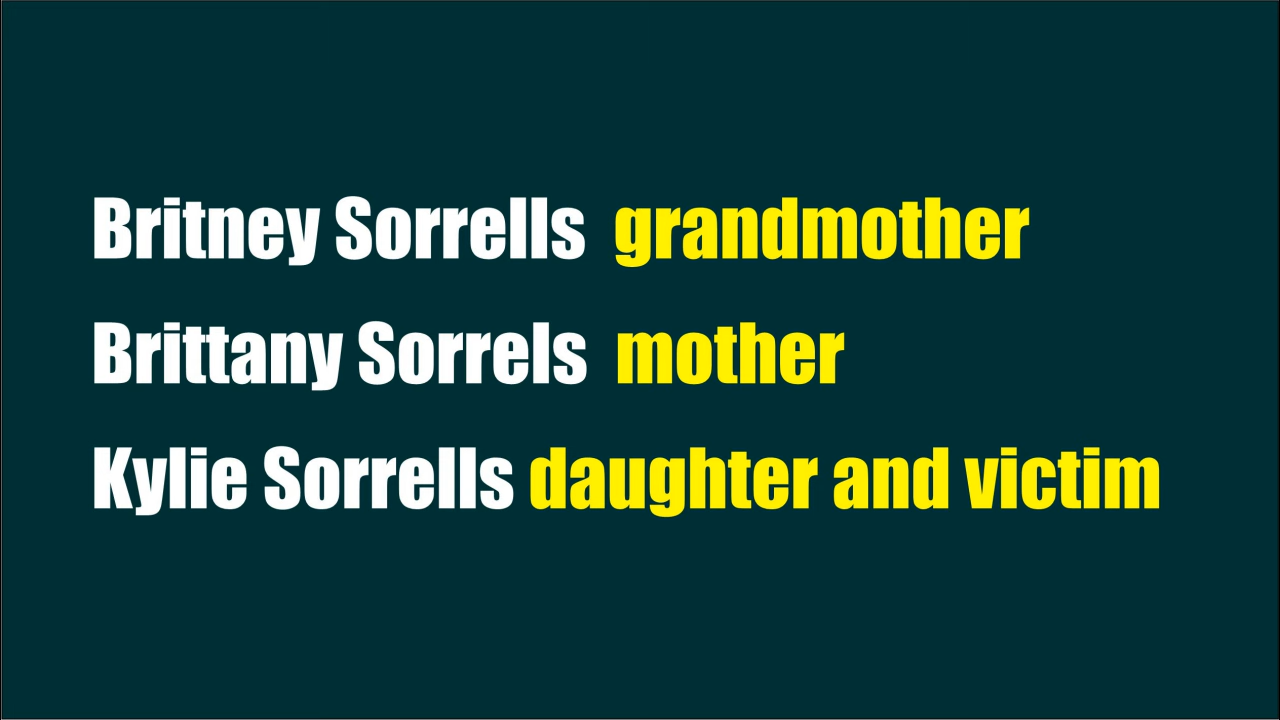 Britney Sorrells grandmother
Brittany Sorrels mother
Kylie Sorrells daughter and victim